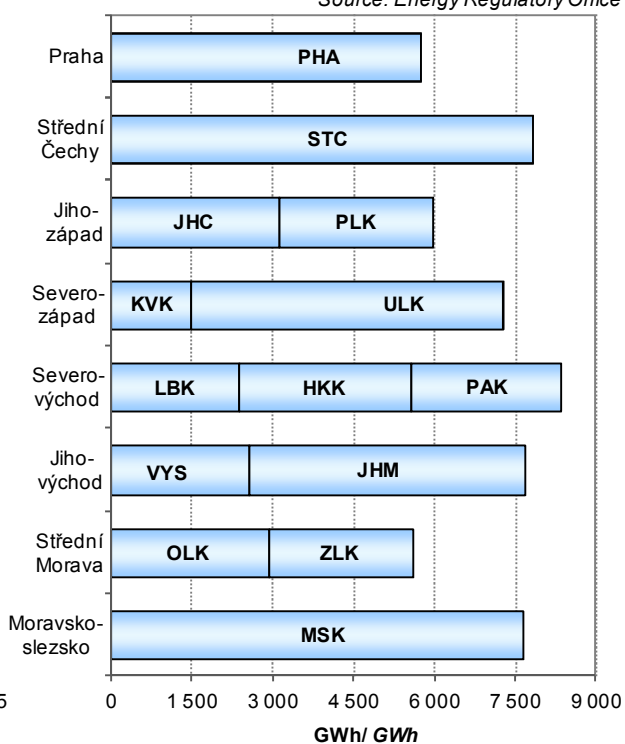 Source: Energy Regulatory Office
Praha
PHA
Střední
Čechy
STC
Jiho-
západ
JHC PLK
Severo-
západ
KVK ULK
Severo-
východ
LBK HKK PAK
Jiho-
východ
VYS JHM
Střední
Morava
OLK ZLK
Moravsko-
slezsko
MSK
5 0 1 500 3 000 4 500 6 000 7 500 9 000
GWh/ GWh